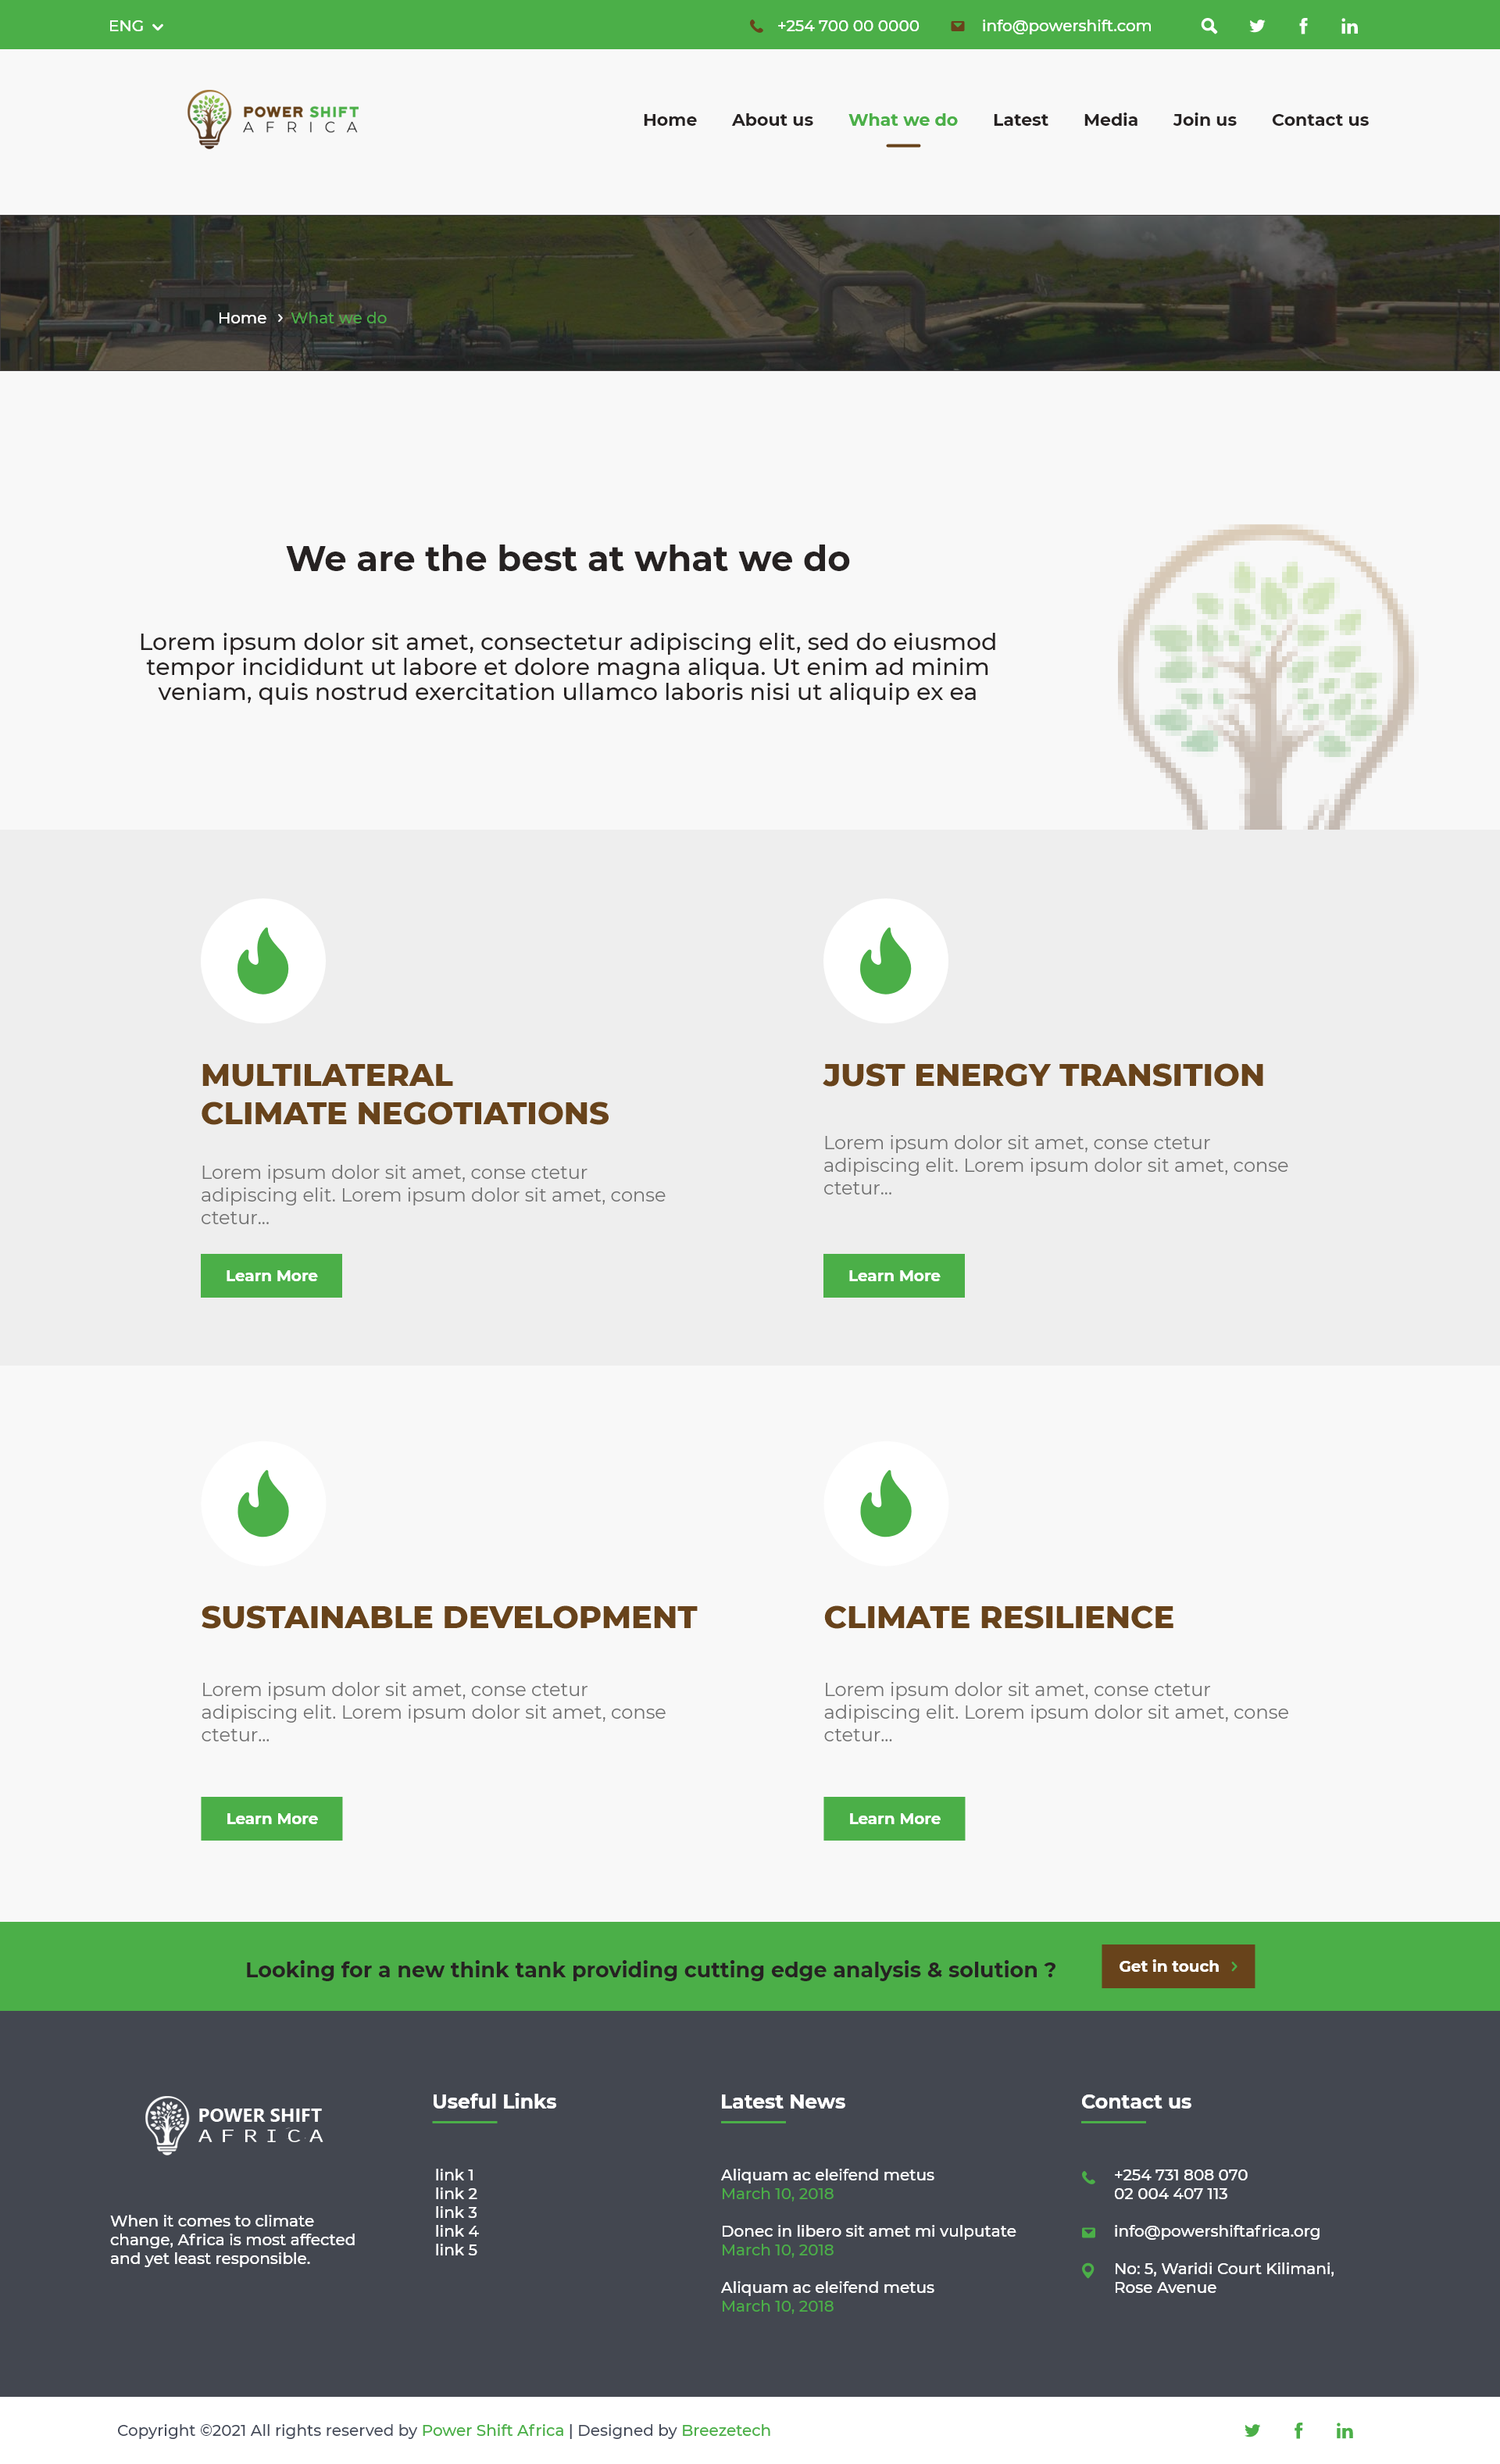 ENG
+254 700 00 0000
info@powershift.com
POWER SHIFT
AFRICA
Home
About us
What we do
Latest
Media
Join us
Contact us
Home › What we do
We are the best at what we do
Lorem ipsum dolor sit amet, consectetur adipiscing elit, sed do eiusmod
tempor incididunt ut labore et dolore magna aliqua. Ut enim ad minim
veniam, quis nostrud exercitation ullamco laboris nisi ut aliquip ex ea
MULTILATERAL
CLIMATE NEGOTIATIONS
Lorem ipsum dolor sit amet, conse ctetur
adipiscing elit. Lorem ipsum dolor sit amet, conse
ctetur...
Learn More
JUST ENERGY TRANSITION
Lorem ipsum dolor sit amet, conse ctetur
adipiscing elit. Lorem ipsum dolor sit amet, conse
ctetur...
Learn More
SUSTAINABLE DEVELOPMENT
Lorem ipsum dolor sit amet, conse ctetur
adipiscing elit. Lorem ipsum dolor sit amet, conse
ctetur...
Learn More
CLIMATE RESILIENCE
Lorem ipsum dolor sit amet, conse ctetur
adipiscing elit. Lorem ipsum dolor sit amet, conse
ctetur...
Learn More
Looking for a new think tank providing cutting edge analysis & solution ?
Get in touch ›
POWER SHIFT
AFRICA
When it comes to climate
change, Africa is most affected
and yet least responsible.
Useful Links
link 1
link 2
link 3
link 4
link 5
Latest News
Aliquam ac eleifend metus
March 10, 2018
Donec in libero sit amet mi vulputate
March 10, 2018
Aliquam ac eleifend metus
March 10, 2018
Contact us
+254 731 808 070
02 004 407 113
info@powershiftafrica.org
No: 5, Waridi Court Kilimani,
Rose Avenue
Copyright ©2021 All rights reserved by Power Shift Africa | Designed by Breezetech